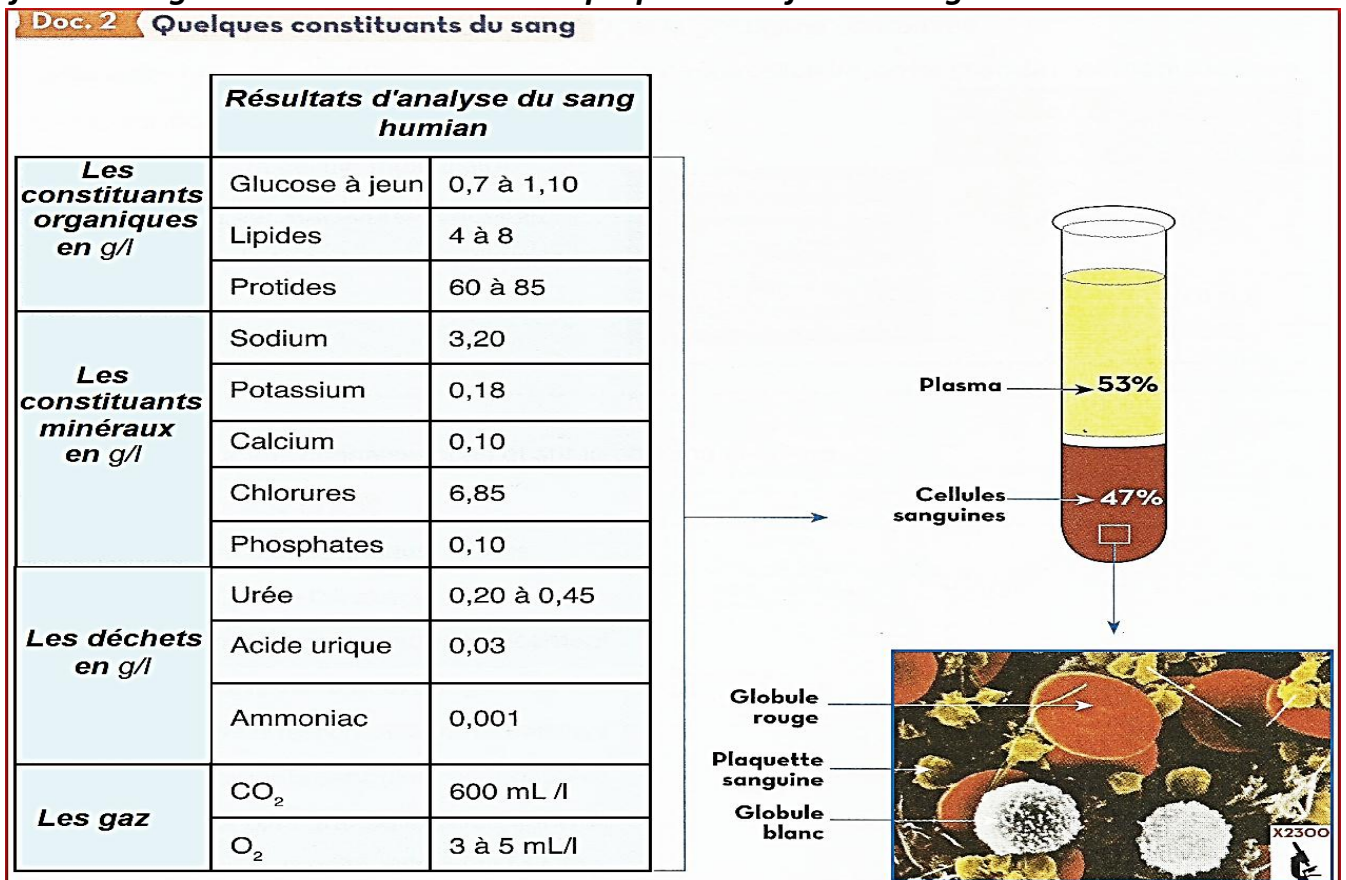 Doc. 2 Quelques constituants du sang
Résultats d'analyse du sang
humian
Les
constituants
organiques
en g/l
Glucose à jeun 0,7 à 1,10
Lipides 4 à 8
Protides 60 à 85
Les
constituants
minéraux
en g/l
Sodium 3,20
Potassium 0,18
Calcium 0,10
Chlorures 6,85
Phosphates 0,10
Les déchets
en g/l
Urée 0,20 à 0,45
Acide urique 0,03
Ammoniac 0,001
Les gaz
CO₂ 600 mL /l
O₂ 3 à 5 mL/l
Plasma 53%
Cellules
sanguines
47%
Globule
rouge
Plaquette
sanguine
Globule
blanc
X2300